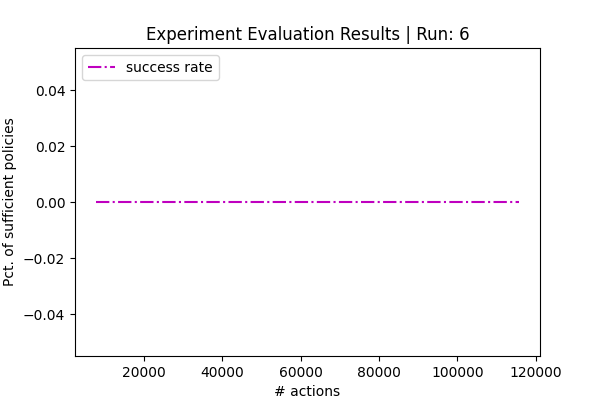 Experiment Evaluation Results | Run: 6
success rate
Pct. of sufficient policies
0.04
0.02
0.00
−0.02
−0.04
20000 40000 60000 80000 100000 120000
# actions